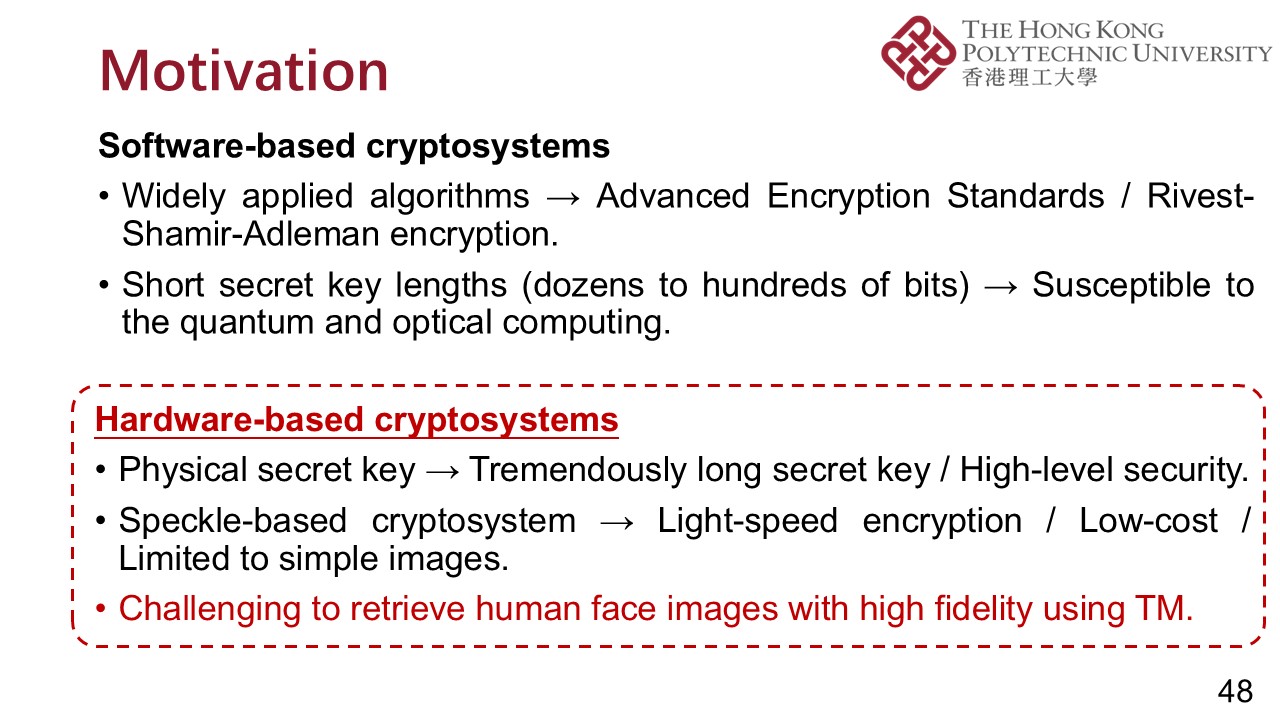 Motivation
THE HONG KONG
POLYTECHNIC UNIVERSITY
香港理工大學
Software-based cryptosystems
• Widely applied algorithms → Advanced Encryption Standards / Rivest-
Shamir-Adleman encryption.
• Short secret key lengths (dozens to hundreds of bits) → Susceptible to
the quantum and optical computing.
Hardware-based cryptosystems
• Physical secret key → Tremendously long secret key / High-level security.
• Speckle-based cryptosystem → Light-speed encryption / Low-cost /
Limited to simple images.
• Challenging to retrieve human face images with high fidelity using TM.
48